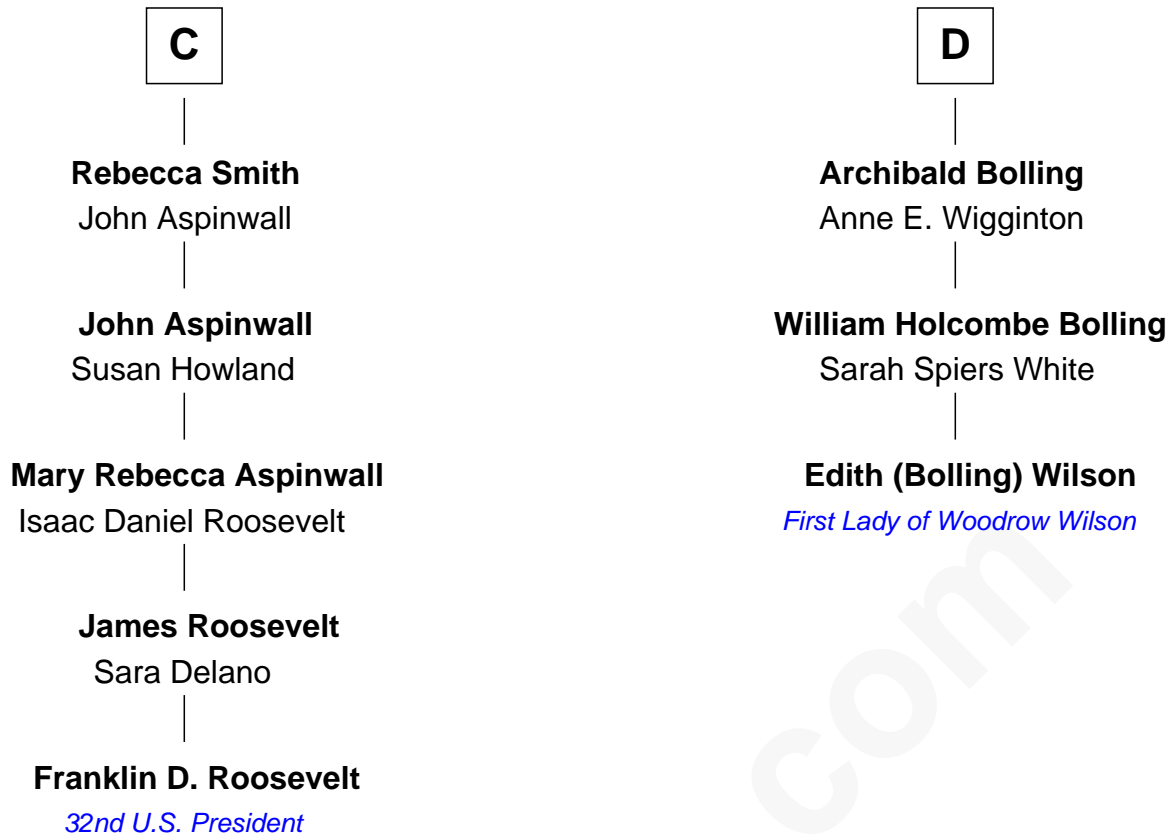 C
Rebecca Smith
John Aspinwall
John Aspinwall
Susan Howland
Mary Rebecca Aspinwall
Isaac Daniel Roosevelt
James Roosevelt
Sara Delano
Franklin D. Roosevelt
32nd U.S. President
D
Archibald Bolling
Anne E. Wigginton
William Holcombe Bolling
Sarah Spiers White
Edith (Bolling) Wilson
First Lady of Woodrow Wilson
com